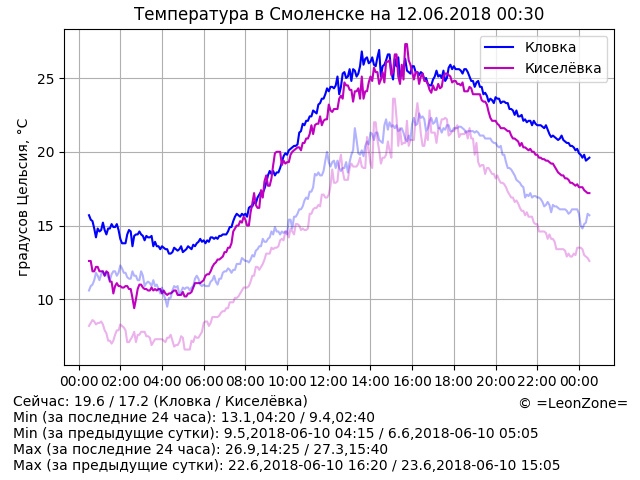 Температура в Смоленске на 12.06.2018 00:30
Кловка
Киселёвка
градусов Цельсия, °C
25
20
15
10
00:00 02:00 04:00 06:00 08:00 10:00 12:00 14:00 16:00 18:00 20:00 22:00 00:00
Сейчас: 19.6 / 17.2 (Кловка / Киселёвка)
© =LeonZone=
Min (за последние 24 часа): 13.1,04:20 / 9.4,02:40
Min (за предыдущие сутки): 9.5,2018-06-10 04:15 / 6.6,2018-06-10 05:05
Max (за последние 24 часа): 26.9,14:25 / 27.3,15:40
Max (за предыдущие сутки): 22.6,2018-06-10 16:20 / 23.6,2018-06-10 15:05